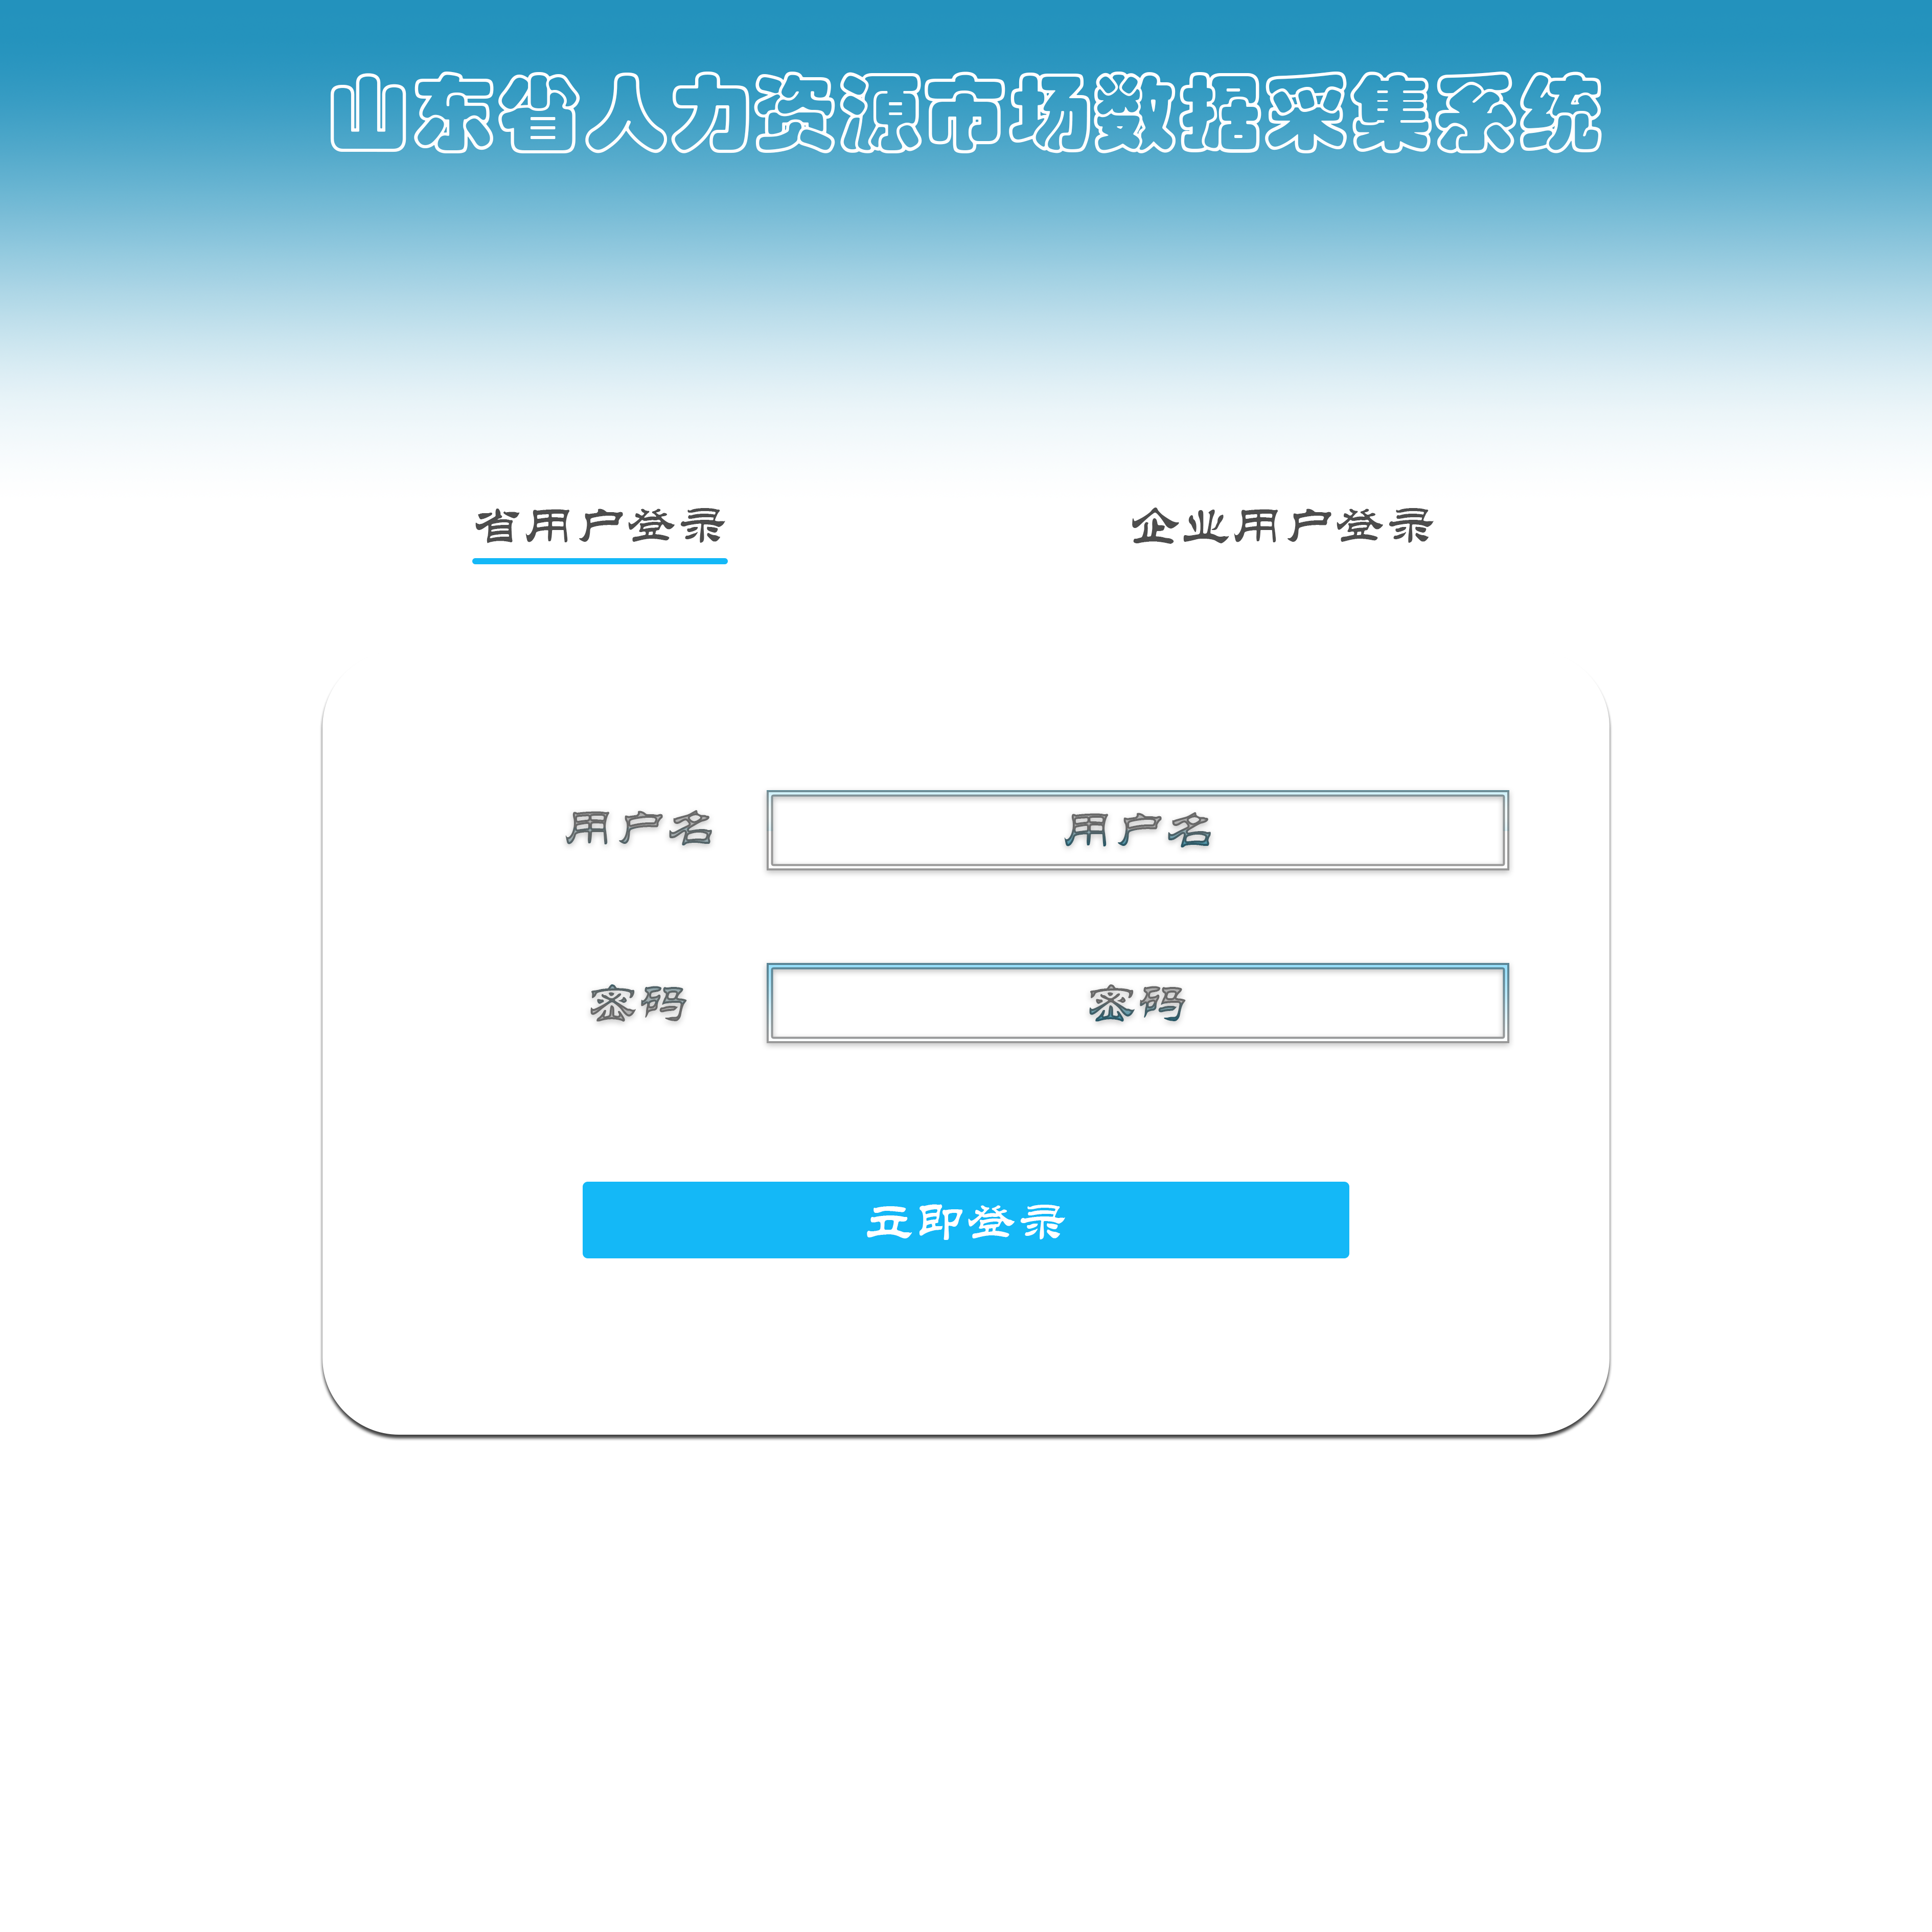 山东省人力资源市场数据采集系统
省用户登录 企业用户登录
用户名 用户名
密码 密码
立即登录